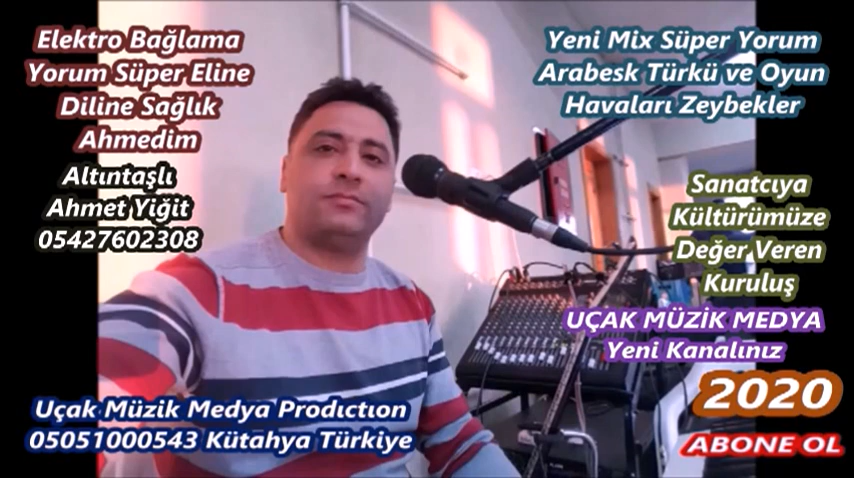 Elektro Bağlama
Yorum Süper Eline
Diline Sağlık
Ahmedim
Altıntaşlı
Ahmet Yiğit
05427602308
Yeni Mix Süper Yorum
Arabesk Türkü ve Oyun
Havaları Zeybekler
Sanatcıya
Kültürümüze
Değer Veren
Kuruluş
UÇAK MÜZİK MEDYA
Yeni Kanalınız
2020
ABONE OL
Uçak Müzik Medya Prodıctıon
05051000543 Kütahya Türkiye